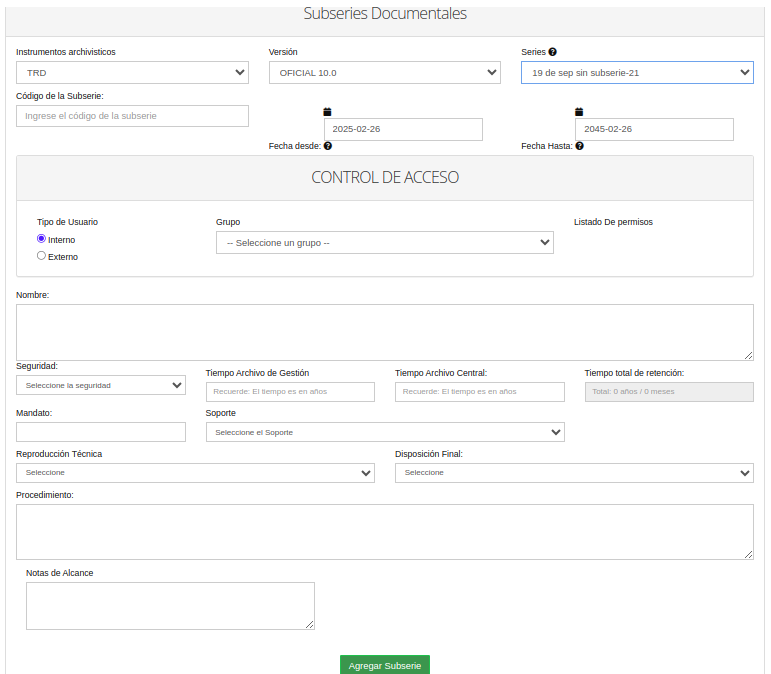 Subseries Documentales
Instrumentos archivisticos
Versión
Series
TRD
OFICIAL 10.0
19 de sep sin subserie-21
Código de la Subserie:
Ingrese el código de la subserie
2025-02-26
2045-02-26
Fecha desde:
Fecha Hasta:
CONTROL DE ACCESO
Tipo de Usuario
Grupo
Listado De permisos
Interno
-- Seleccione un grupo --
Externo
Nombre:
Seguridad:
Tiempo Archivo de Gestión
Tiempo Archivo Central:
Tiempo total de retención:
Seleccione la seguridad
Recuerde: El tiempo es en años
Recuerde: El tiempo es en años
Total: 0 años / 0 meses
Mandato:
Soporte
Seleccione el Soporte
Reproducción Técnica
Disposición Final:
Seleccione
Seleccione
Procedimiento:
Notas de Alcance
Agregar Subserie